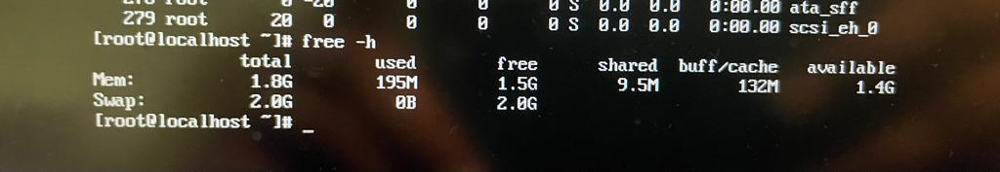 0 -20 0 0 0 S 0.0 0.0 0:00.00 ata_sff
279 root 20 0 0 0 0 S 0.0 0.0 0:00.00 scsi_eh_0
[root@localhost ~]# free -h
total used free shared buff/cache available
Mem: 1.8G 195M 1.5G 9.5M 132M 1.4G
Swap: 2.0G 0B 2.0G
[root@localhost ~]# _